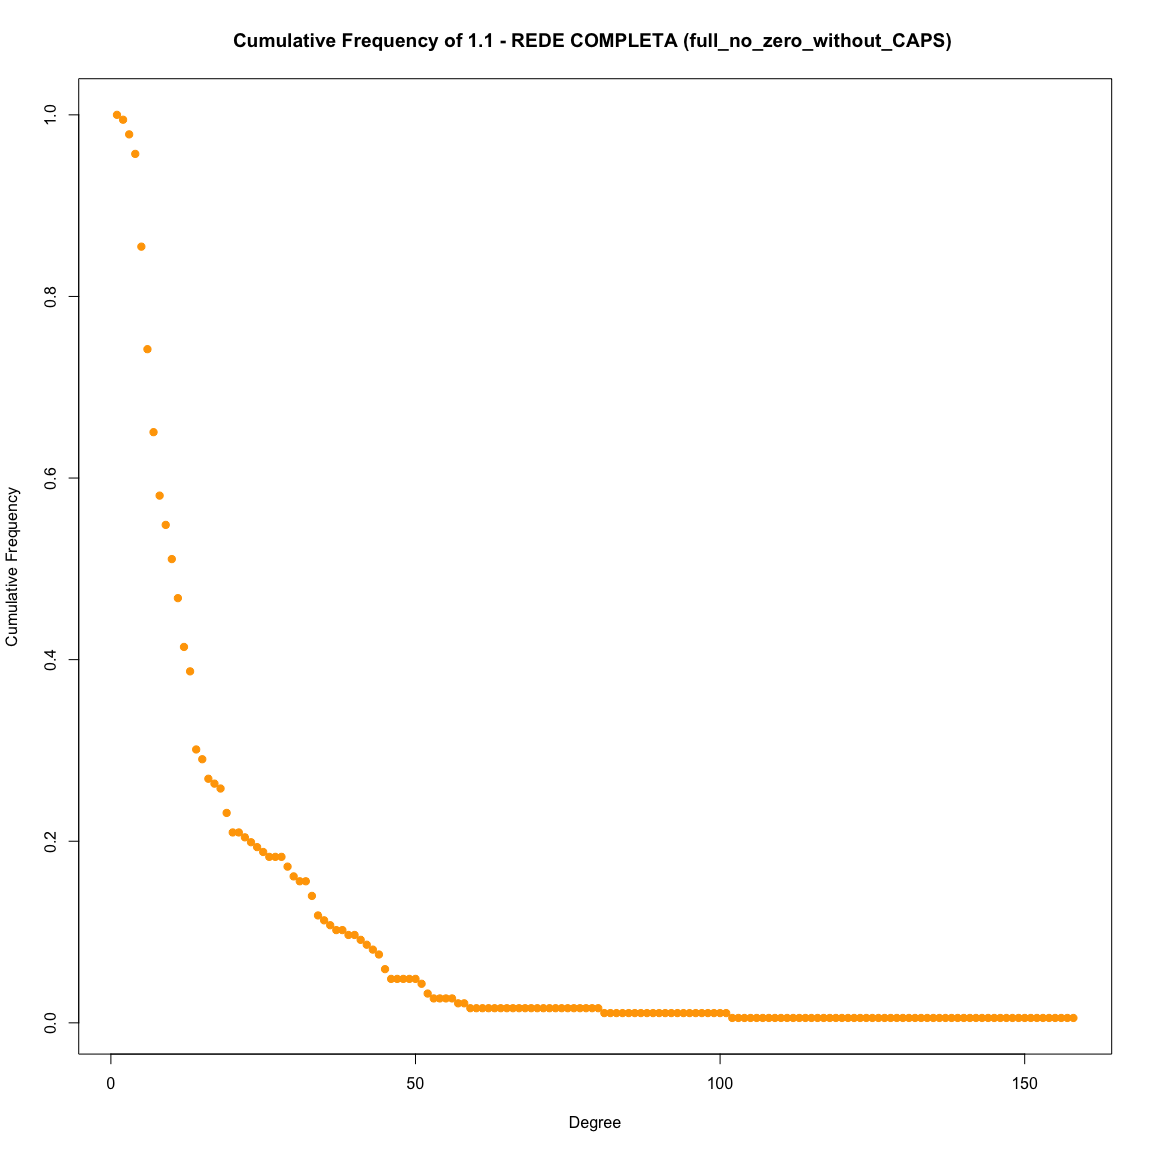 Cumulative Frequency of 1.1 - REDE COMPLETA (full_no_zero_without_CAPS)
1.0
0.8
0.6
0.4
0.2
0.0
Cumulative Frequency
0 50 100 150
Degree